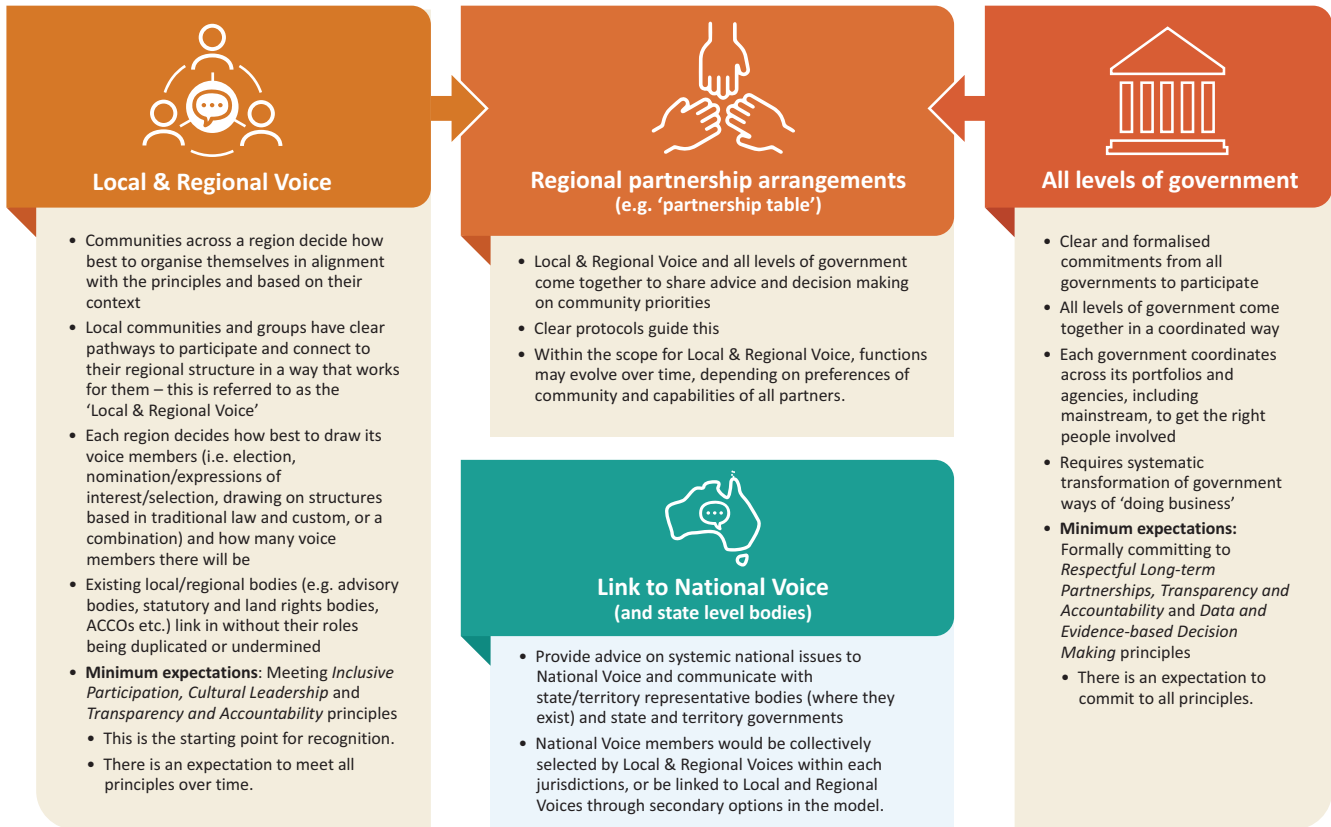 Local & Regional Voice
• Communities across a region decide how
best to organise themselves in alignment
with the principles and based on their
context
• Local communities and groups have clear
pathways to participate and connect to
their regional structure in a way that works
for them – this is referred to as the
‘Local & Regional Voice’
• Each region decides how best to draw its
voice members (i.e. election,
nomination/expressions of
interest/selection, drawing on structures
based in traditional law and custom, or a
combination) and how many voice
members there will be
• Existing local/regional bodies (e.g. advisory
bodies, statutory and land rights bodies,
ACCOs etc.) link in without their roles
being duplicated or undermined
• Minimum expectations: Meeting Inclusive
Participation, Cultural Leadership and
Transparency and Accountability principles
• This is the starting point for recognition.
• There is an expectation to meet all
principles over time.
Regional partnership arrangements
(e.g. ‘partnership table’)
• Local & Regional Voice and all levels of government
come together to share advice and decision making
on community priorities
• Clear protocols guide this
• Within the scope for Local & Regional Voice, functions
may evolve over time, depending on preferences of
community and capabilities of all partners.
Link to National Voice
(and state level bodies)
• Provide advice on systemic national issues to
National Voice and communicate with
state/territory representative bodies (where they
exist) and state and territory governments
• National Voice members would be collectively
selected by Local & Regional Voices within each
jurisdictions, or be linked to Local and Regional
Voices through secondary options in the model.
All levels of government
• Clear and formalised
commitments from all
governments to participate
• All levels of government come
together in a coordinated way
• Each government coordinates
across its portfolios and
agencies, including
mainstream, to get the right
people involved
• Requires systematic
transformation of government
ways of ‘doing business’
• Minimum expectations:
Formally committing to
Respectful Long-term
Partnerships, Transparency and
Accountability and Data and
Evidence-based Decision
Making principles
• There is an expectation to
commit to all principles.